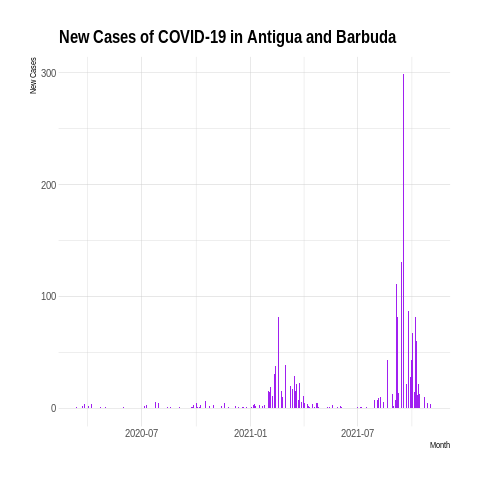 New Cases of COVID-19 in Antigua and Barbuda
New Cases
300
200
100
0
2020-07 2021-01 2021-07
Month